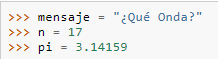 >>> mensaje = "¿Qué Onda?"
>>> n = 17
>>> pi = 3.14159